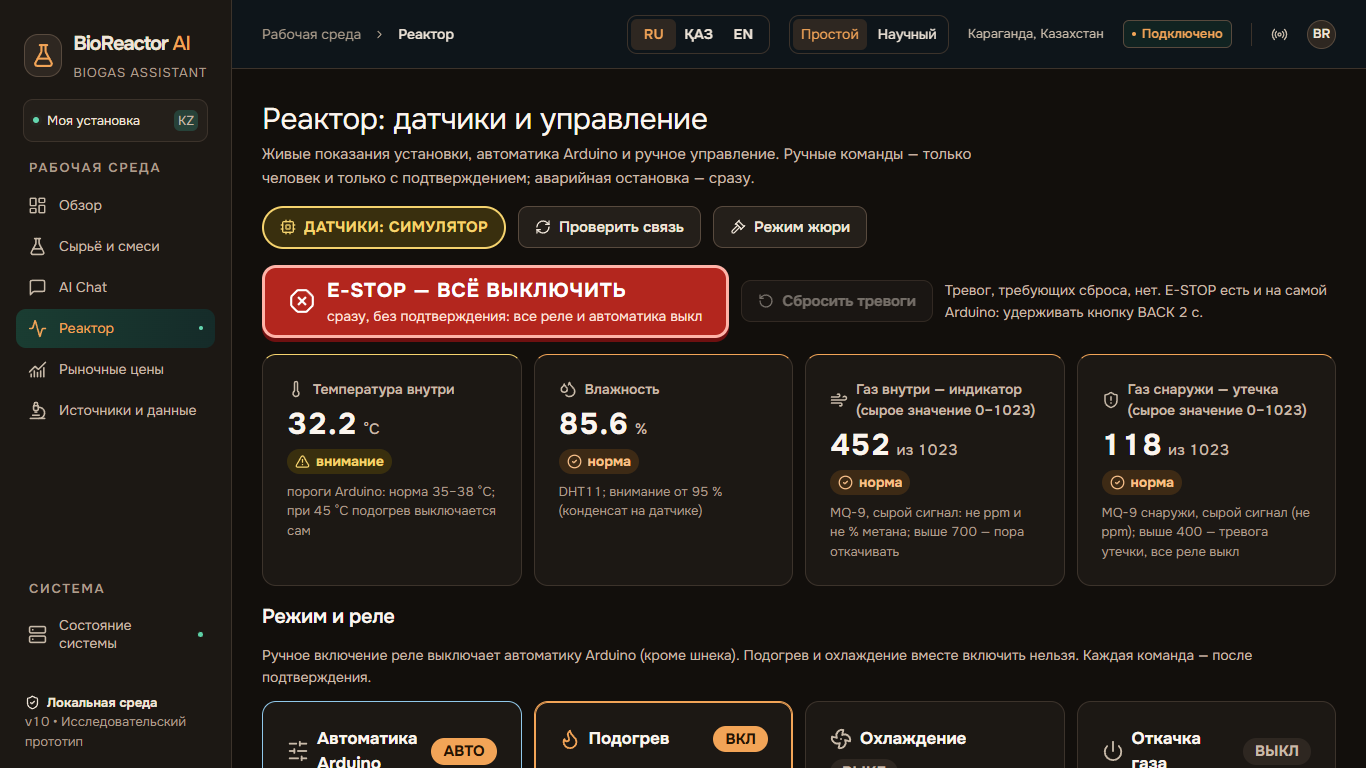 BioReactor AI
BIOGAS ASSISTANT
Моя установка
KZ
РАБОЧАЯ СРЕДА
Обзор
Сырьё и смеси
AI Chat
Реактор
Рыночные цены
Источники и данные
СИСТЕМА
Состояние
системы
Локальная среда
v10 • Исследовательский
прототип
Рабочая среда › Реактор
RU ҚАЗ EN
Простой Научный
Караганда, Казахстан
• Подключено
BR
Реактор: датчики и управление
Живые показания установки, автоматика Arduino и ручное управление. Ручные команды — только
человек и только с подтверждением; аварийная остановка — сразу.
ДАТЧИКИ: СИМУЛЯТОР
Проверить связь
Режим жюри
E-STOP — ВСЁ ВЫКЛЮЧИТЬ
сразу, без подтверждения: все реле и автоматика выкл
Сбросить тревоги
Тревог, требующих сброса, нет. E-STOP есть и на самой
Arduino: удерживать кнопку BACK 2 с.
Температура внутри
32.2 °C
внимание
пороги Arduino: норма 35–38 °C;
при 45 °C подогрев выключается
сам
Влажность
85.6 %
норма
DHT11; внимание от 95 %
(конденсат на датчике)
Газ внутри — индикатор
(сырое значение 0–1023)
452 из 1023
норма
MQ-9, сырой сигнал: не ppm и
не % метана; выше 700 — пора
откачивать
Газ снаружи — утечка
(сырое значение 0–1023)
118 из 1023
норма
MQ-9 снаружи, сырой сигнал (не
ppm); выше 400 — тревога
утечки, все реле выкл
Режим и реле
Ручное включение реле выключает автоматику Arduino (кроме шнека). Подогрев и охлаждение вместе включить нельзя. Каждая команда — после
подтверждения.
Автоматика
Arduino
АВТО
Подогрев
ВКЛ
Охлаждение
ВЫКЛ
Откачка
газа
ВЫКЛ